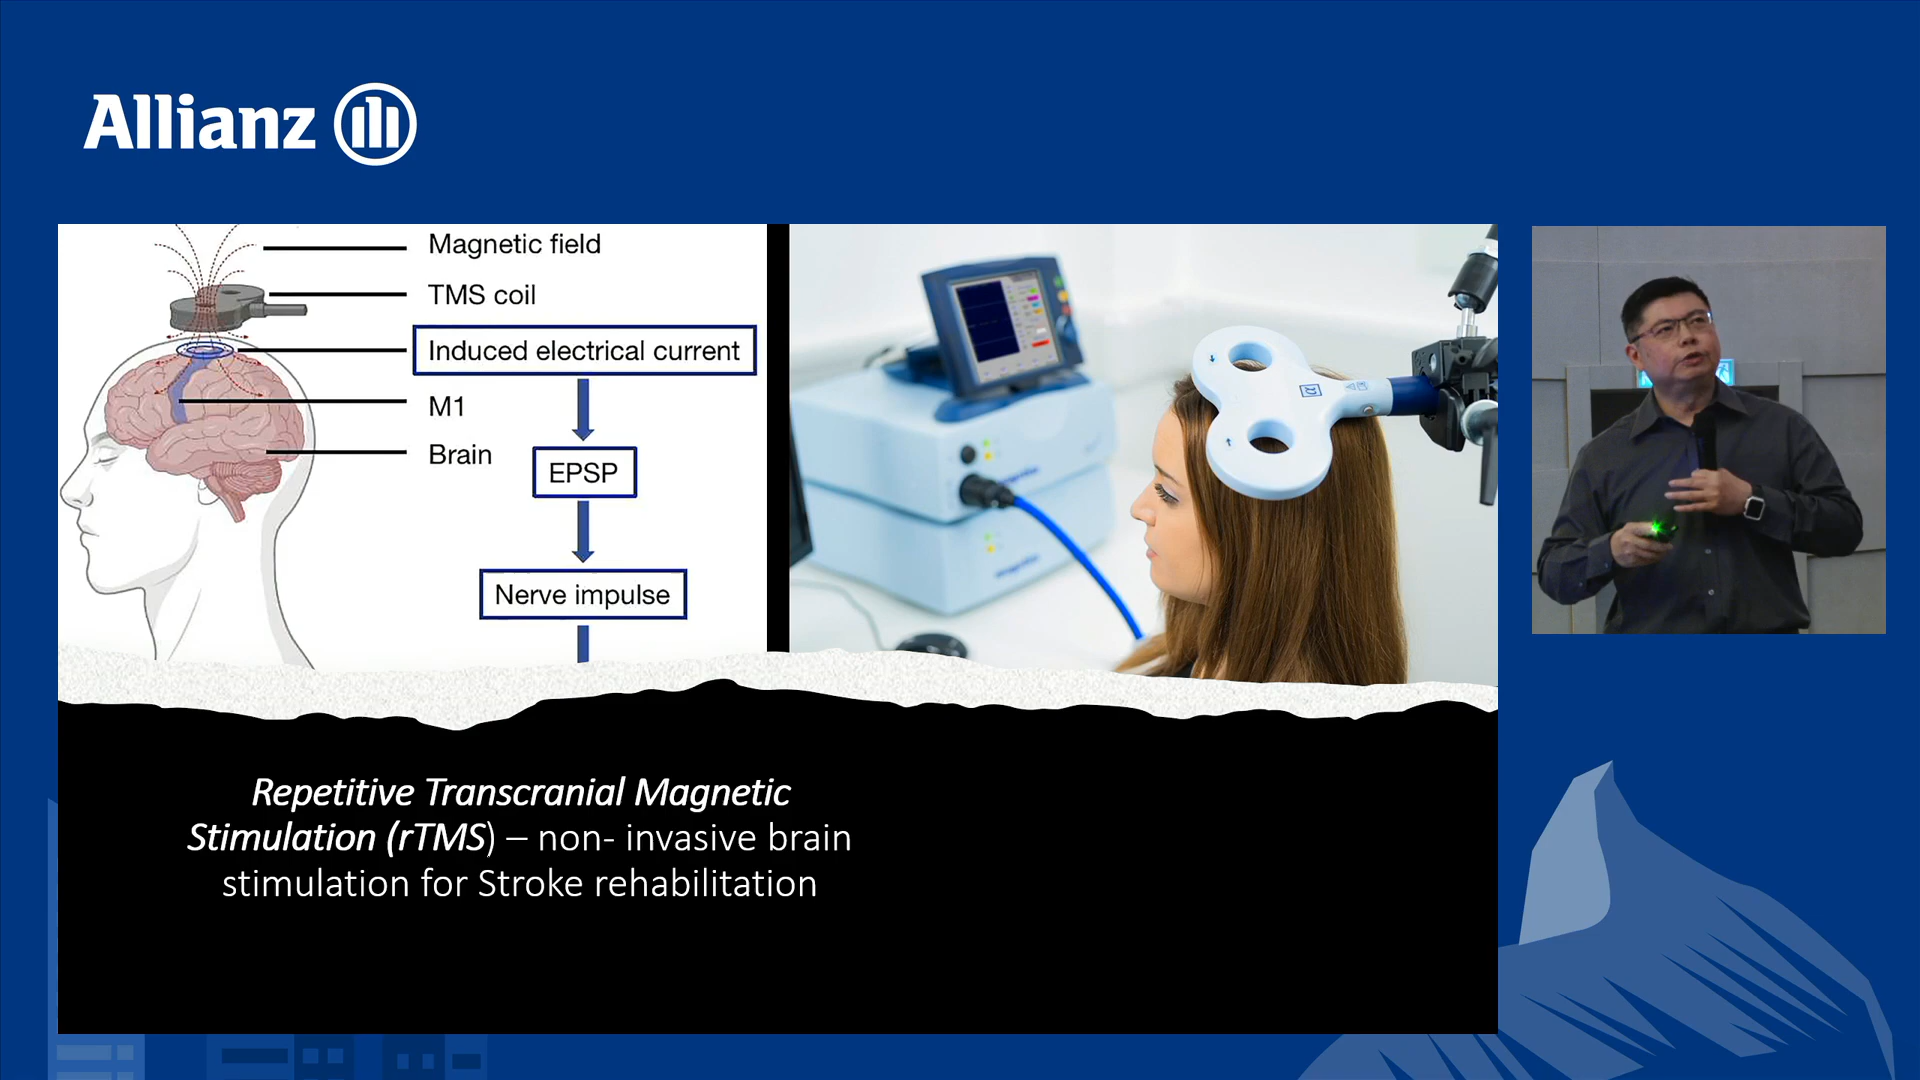 Allianz
Magnetic field
TMS coil
Induced electrical current
M1
Brain
EPSP
Nerve impulse
Repetitive Transcranial Magnetic
Stimulation (rTMS) – non- invasive brain
stimulation for Stroke rehabilitation